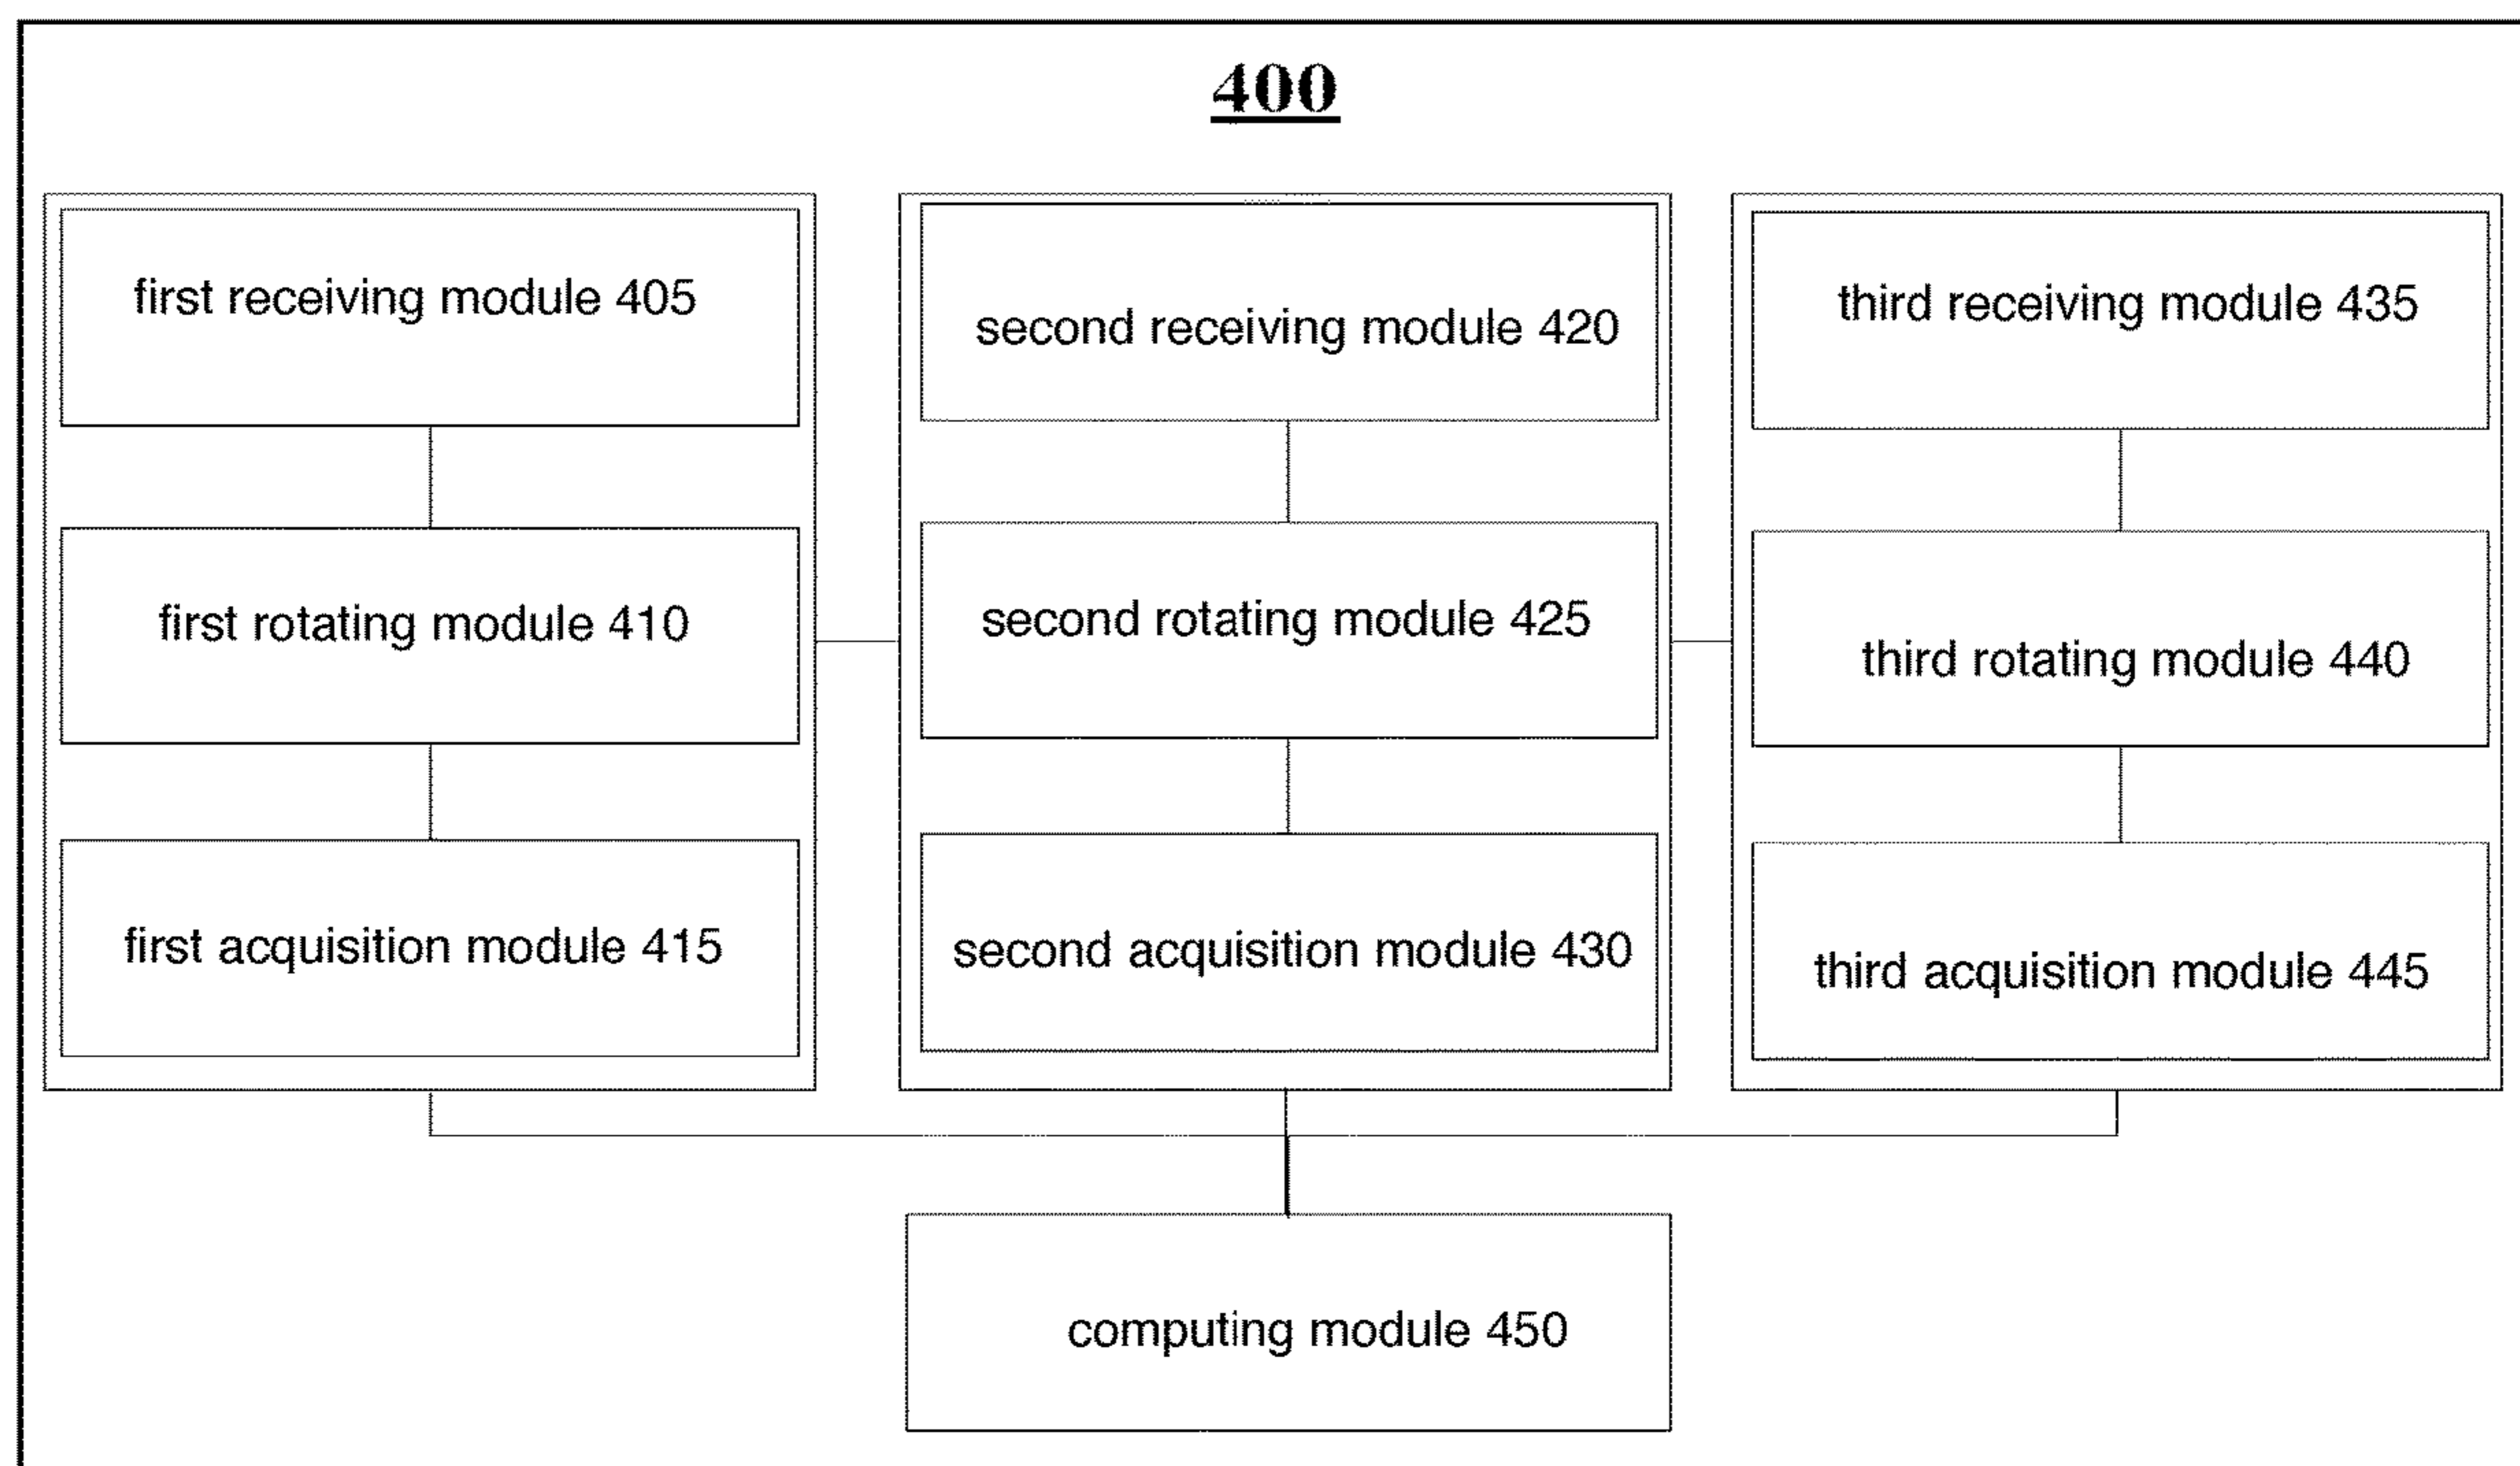 400
first receiving module 405
first rotating module 410
first acquisition module 415
second receiving module 420
second rotating module 425
second acquisition module 430
third receiving module 435
third rotating module 440
third acquisition module 445
computing module 450